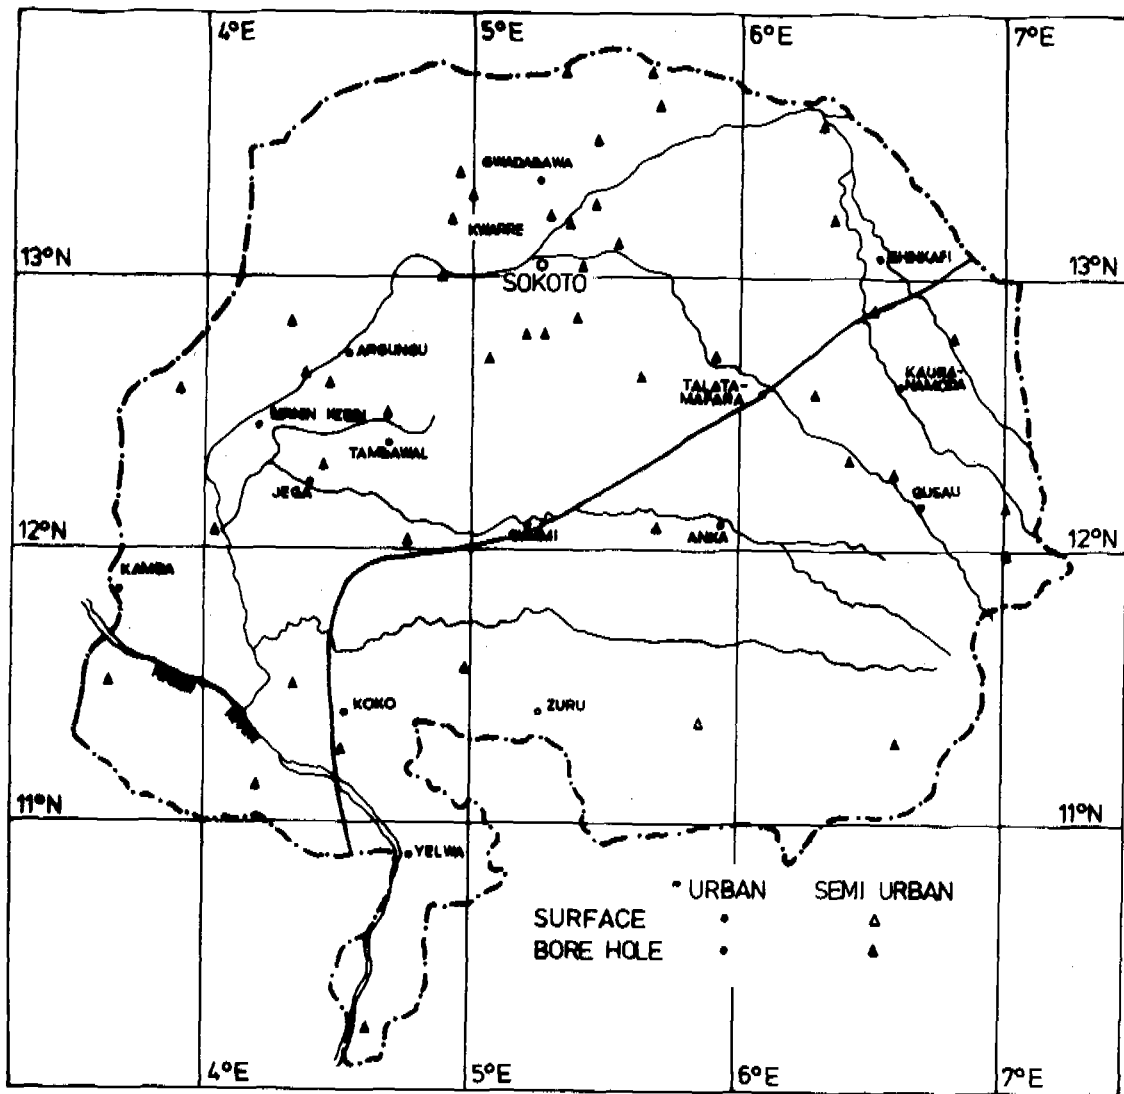 4°E 5°E 6°E 7°E
GWADABAWA
KWARRE
13°N 13°N
SHINKAFI
SOKOTO
ARGUNGU
KAURA-
NAMODA
TALATA-
MAFARA
BIRNIN KEBBI
TAMBAWAL
JEGA
GUSAU
12°N GUMMI ANKA 12°N
KAMBA
KOKO ZURU
11°N 11°N
YELWA
URBAN SEMI URBAN
SURFACE
BORE HOLE
4°E 5°E 6°E 7°E